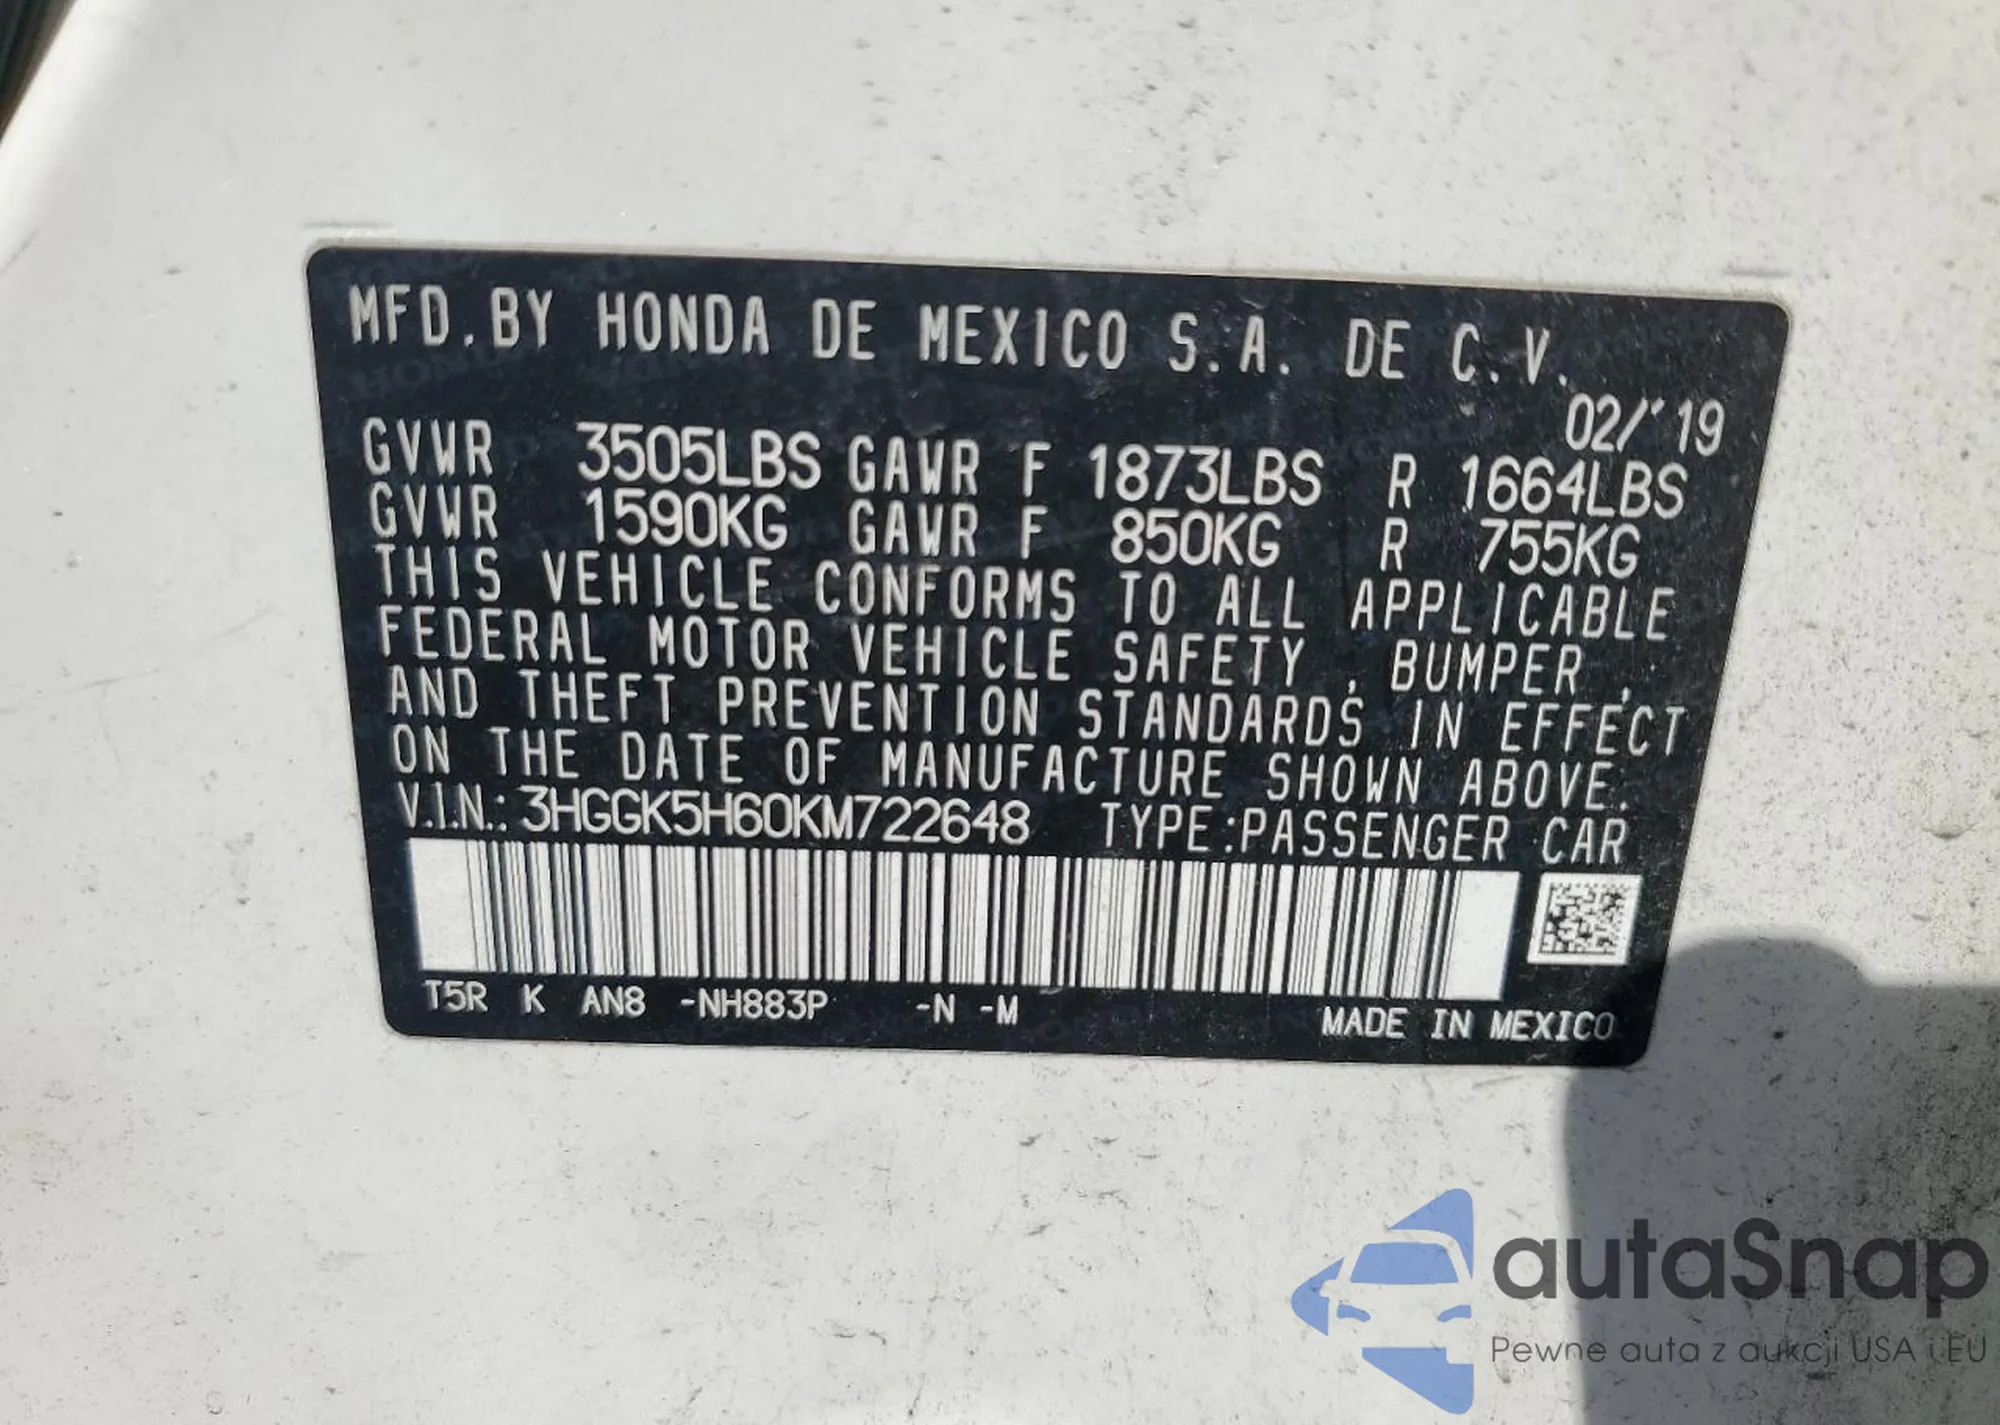 MFD.BY HONDA DE MEXICO S.A. DE C.V.
02/'19
GVWR 3505LBS GAWR F 1873LBS R 1664LBS
GVWR 1590KG GAWR F 850KG R 755KG
THIS VEHICLE CONFORMS TO ALL APPLICABLE
FEDERAL MOTOR VEHICLE SAFETY , BUMPER ,
AND THEFT PREVENTION STANDARDS IN EFFECT
ON THE DATE OF MANUFACTURE SHOWN ABOVE.
V.I.N.: 3HGGK5H60KM722648 TYPE:PASSENGER CAR
T5R K AN8 -NH883P -N -M MADE IN MEXICO
autaSnap
Pewne auta z aukcji USA i EU